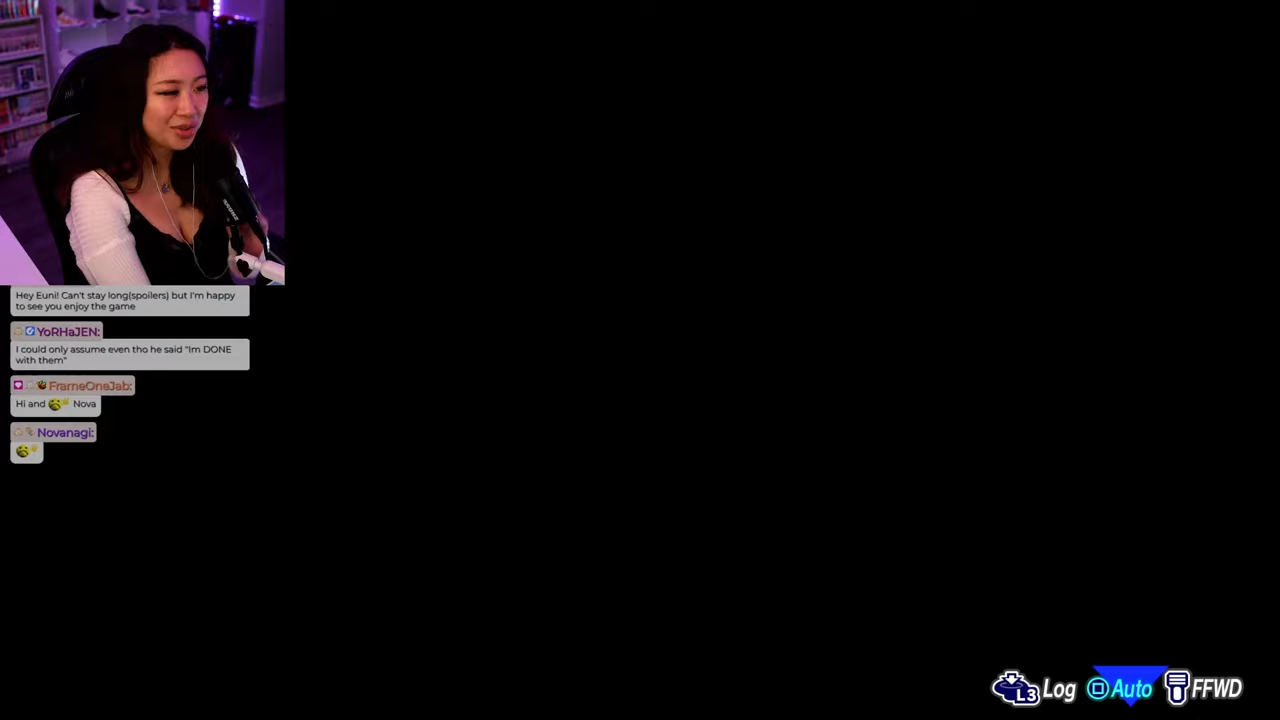 Hey Euni! Can't stay long(spoilers) but I'm happy
to see you enjoy the game
YoRHaJEN:
I could only assume even tho he said "Im DONE
with them"
FrameOneJab:
Hi and Nova
Novanagi:
L3 Log Auto FFWD